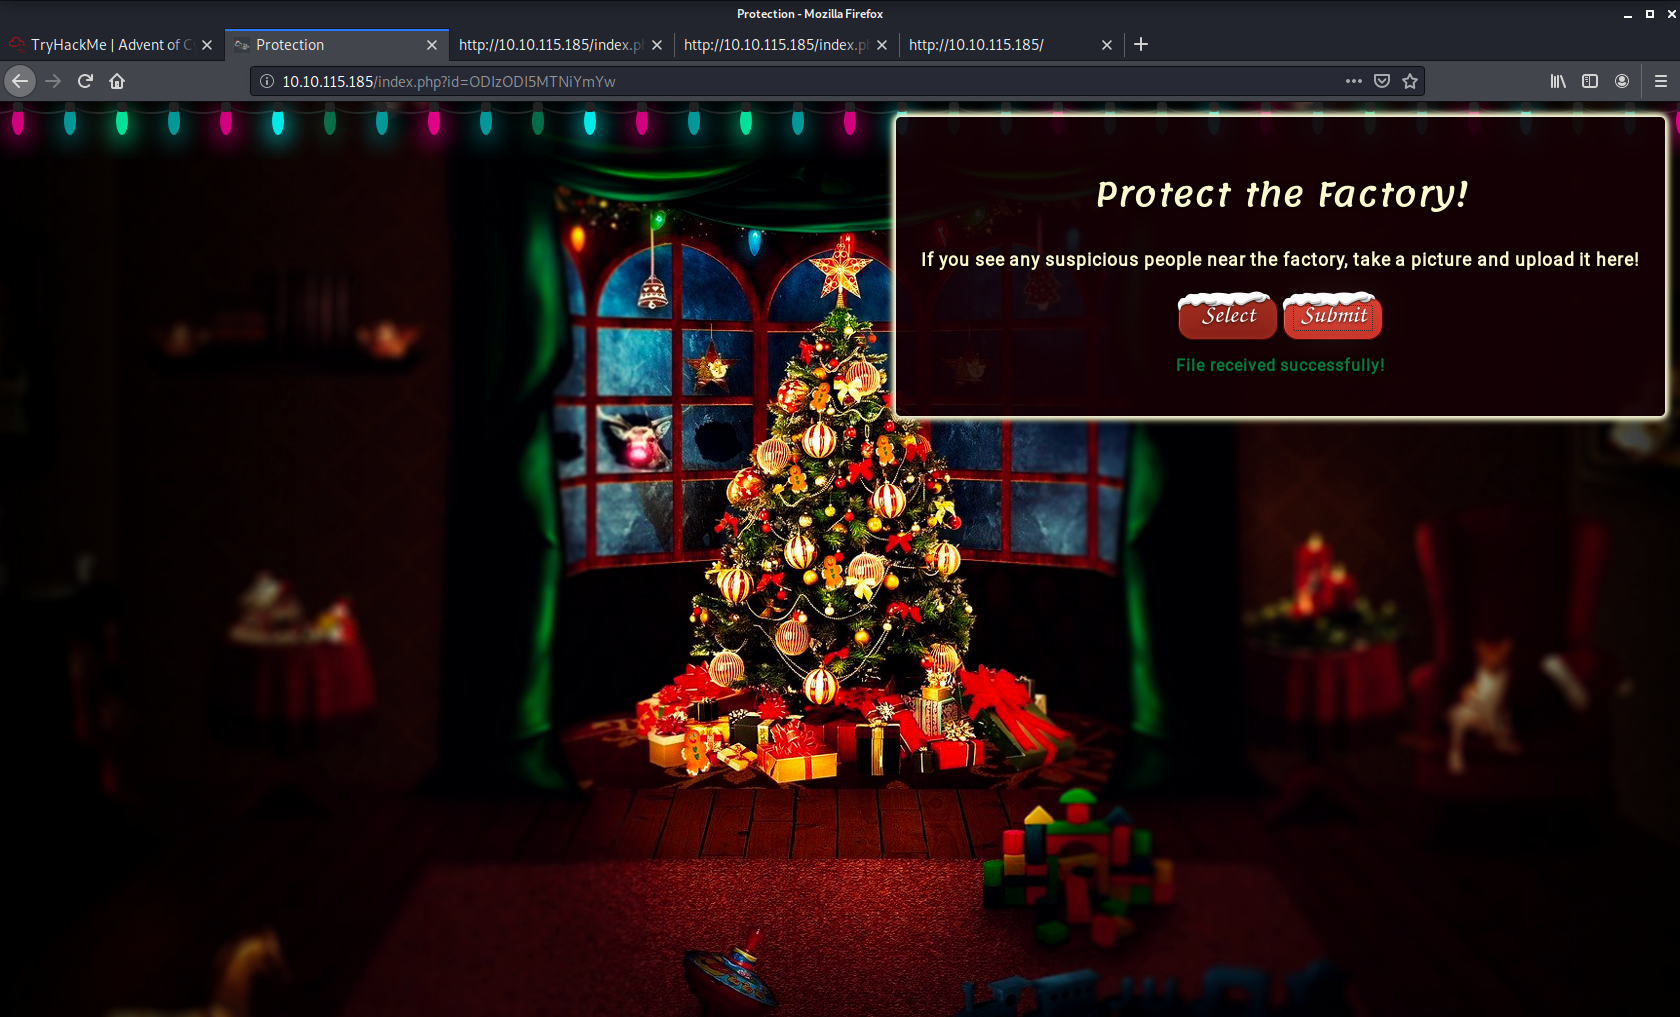 Protection - Mozilla Firefox
TryHackMe | Advent of C
Protection
http://10.10.115.185/index.p
http://10.10.115.185/index.p
http://10.10.115.185/
10.10.115.185/index.php?id=ODIzODI5MTNiYmYw
Protect the Factory!
If you see any suspicious people near the factory, take a picture and upload it here!
Select
Submit
File received successfully!